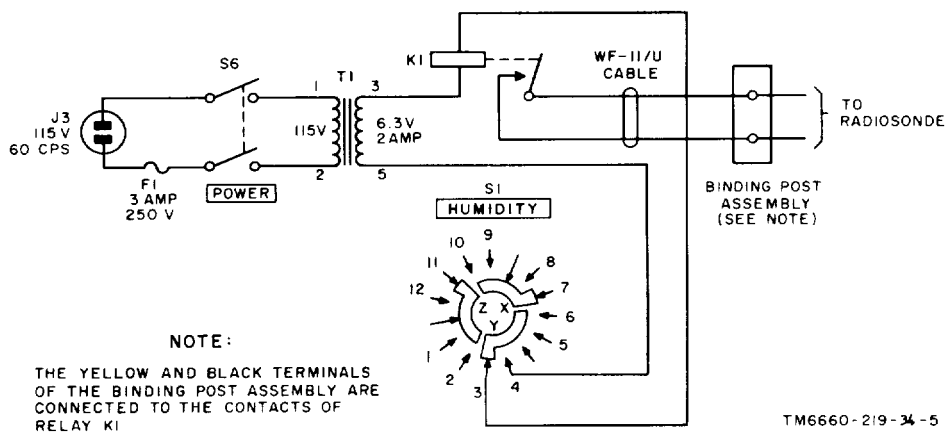 S6
J3
115 V
60 CPS
F1
3 AMP
250 V
POWER
1
T1
3
115V
6.3V
2 AMP
2
5
K1
WF-11/U
CABLE
TO
RADIOSONDE
BINDING POST
ASSEMBLY
(SEE NOTE)
S1
HUMIDITY
9
10
8
11
7
12
Z X
Y
6
1
5
2
3
4
NOTE:
THE YELLOW AND BLACK TERMINALS
OF THE BINDING POST ASSEMBLY ARE
CONNECTED TO THE CONTACTS OF
RELAY K1
TM6660-219-34-5